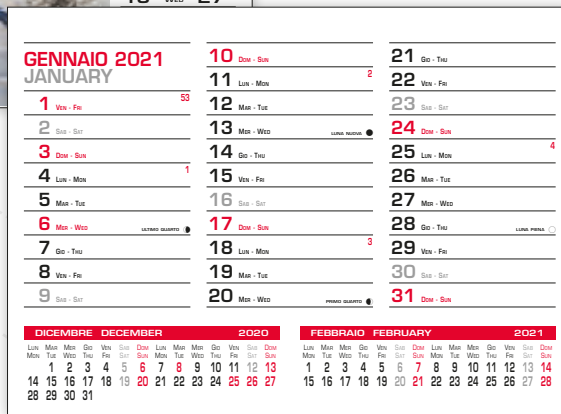 WED 27
GENNAIO 2021
JANUARY
1 VEN - FRI 53
2 SAB - SAT
3 DOM - SUN
4 LUN - MON 1
5 MAR - TUE
6 MER - WED ULTIMO QUARTO
7 GIO - THU
8 VEN - FRI
9 SAB - SAT
10 DOM - SUN
11 LUN - MON 2
12 MAR - TUE
13 MER - WED LUNA NUOVA
14 GIO - THU
15 VEN - FRI
16 SAB - SAT
17 DOM - SUN
18 LUN - MON 3
19 MAR - TUE
20 MER - WED PRIMO QUARTO
21 GIO - THU
22 VEN - FRI
23 SAB - SAT
24 DOM - SUN
25 LUN - MON 4
26 MAR - TUE
27 MER - WED
28 GIO - THU LUNA PIENA
29 VEN - FRI
30 SAB - SAT
31 DOM - SUN
DICEMBRE DECEMBER 2020
LUN MAR MER GIO VEN SAB DOM LUN MAR MER GIO VEN SAB DOM
MON TUE WED THU FRI SAT SUN MON TUE WED THU FRI SAT SUN
1 2 3 4 5 6 7 8 9 10 11 12 13
14 15 16 17 18 19 20 21 22 23 24 25 26 27
28 29 30 31
FEBBRAIO FEBRUARY 2021
LUN MAR MER GIO VEN SAB DOM LUN MAR MER GIO VEN SAB DOM
MON TUE WED THU FRI SAT SUN MON TUE WED THU FRI SAT SUN
1 2 3 4 5 6 7 8 9 10 11 12 13 14
15 16 17 18 19 20 21 22 23 24 25 26 27 28